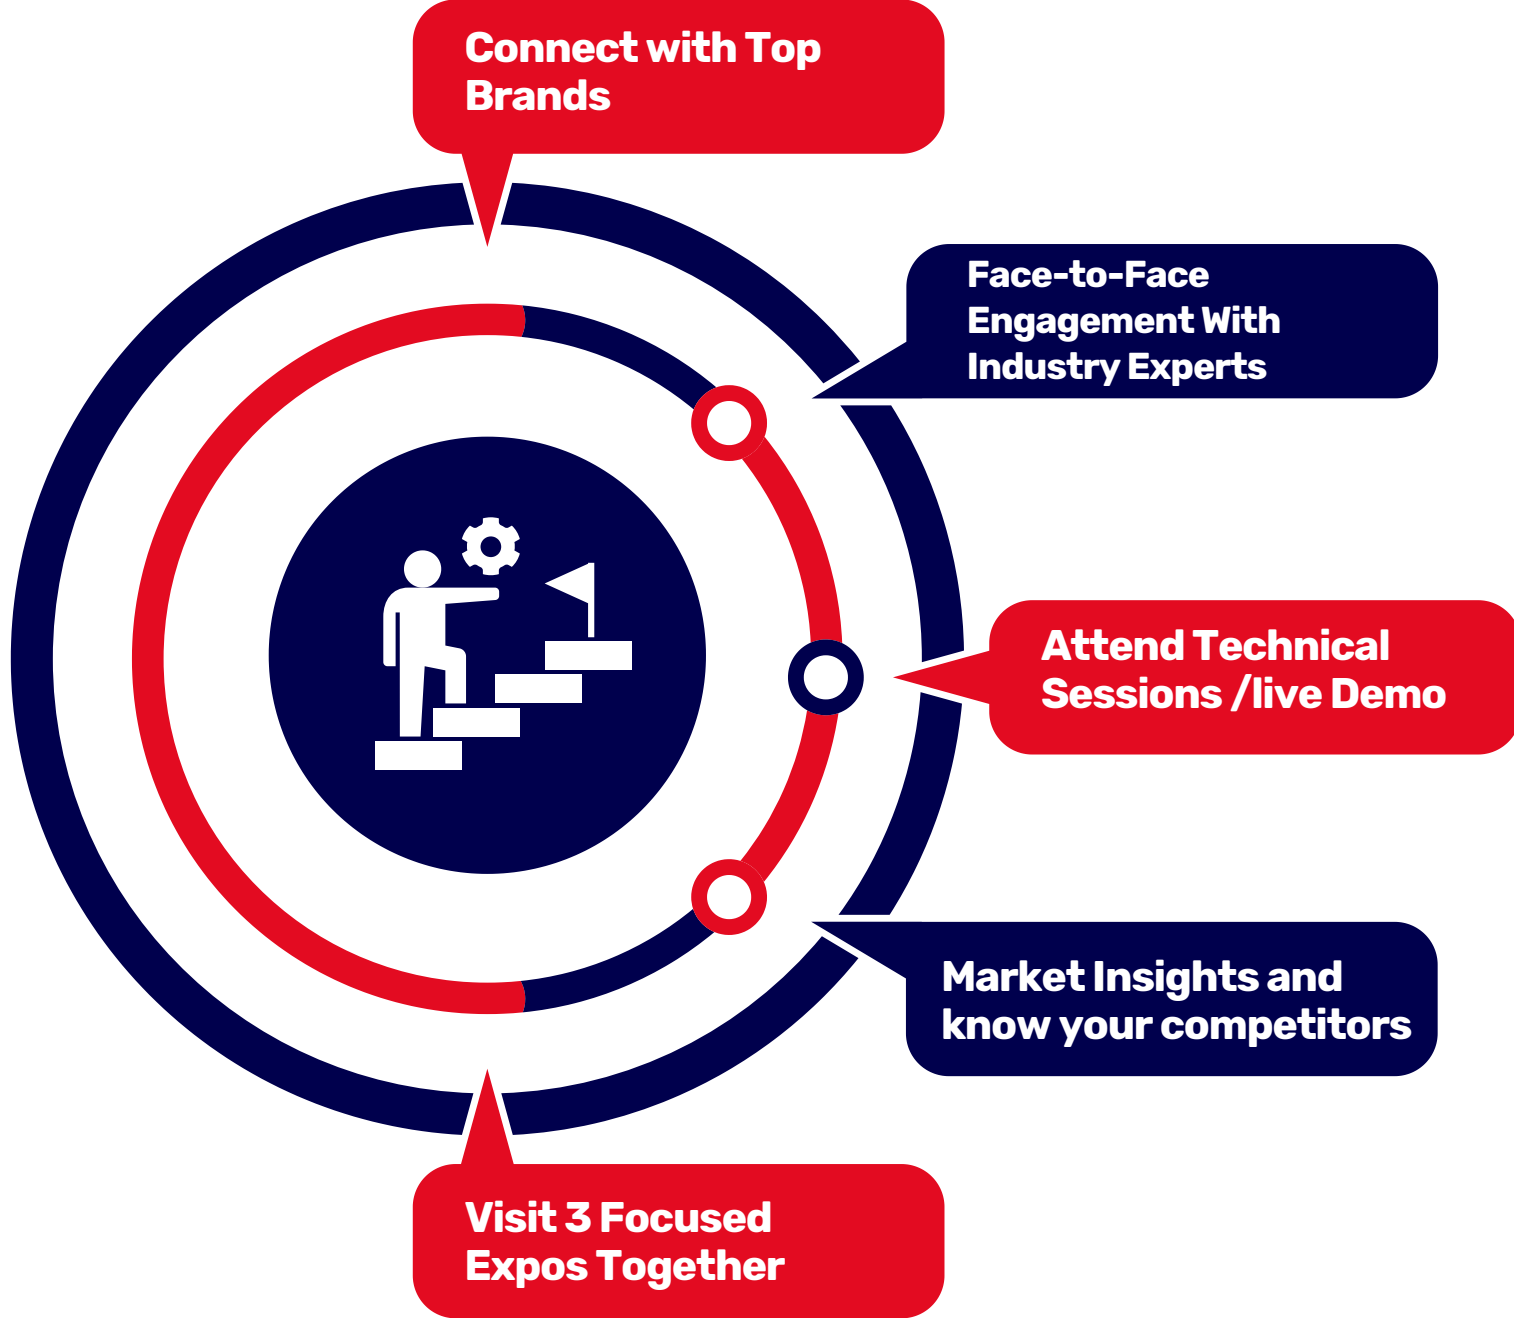 Connect with Top
Brands
Face-to-Face
Engagement With
Industry Experts
Attend Technical
Sessions /live Demo
Market Insights and
know your competitors
Visit 3 Focused
Expos Together